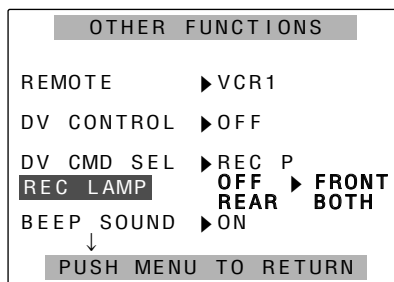 OTHER FUNCTIONS
REMOTE ▶VCR1
DV CONTROL ▶OFF
DV CMD SEL ▶REC P
REC LAMP OFF ▶ FRONT
REAR BOTH
BEEP SOUND ▶ON
↓
PUSH MENU TO RETURN